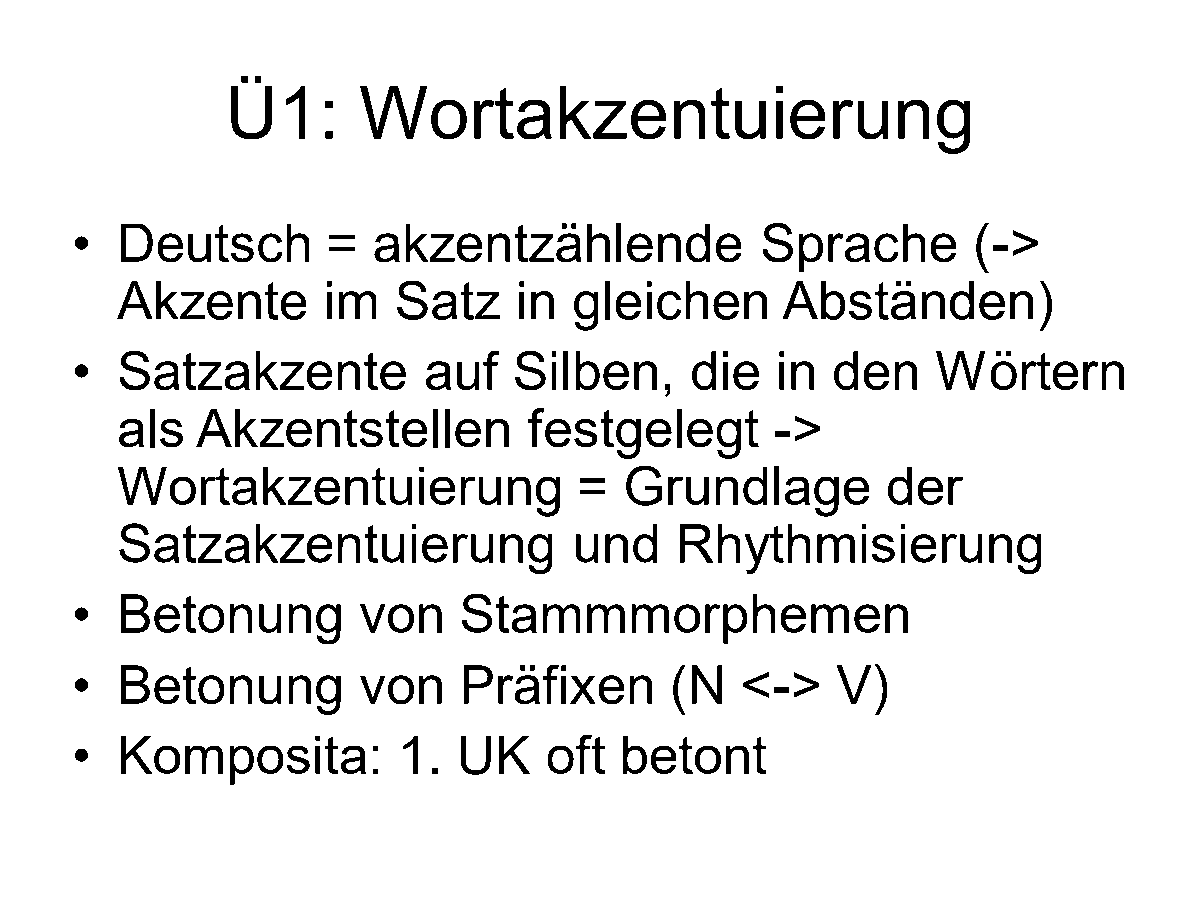 Ü1: Wortakzentuierung
• Deutsch = akzentzählende Sprache (->
Akzente im Satz in gleichen Abständen)
• Satzakzente auf Silben, die in den Wörtern
als Akzentstellen festgelegt ->
Wortakzentuierung = Grundlage der
Satzakzentuierung und Rhythmisierung
• Betonung von Stammmorphemen
• Betonung von Präfixen (N <-> V)
• Komposita: 1. UK oft betont